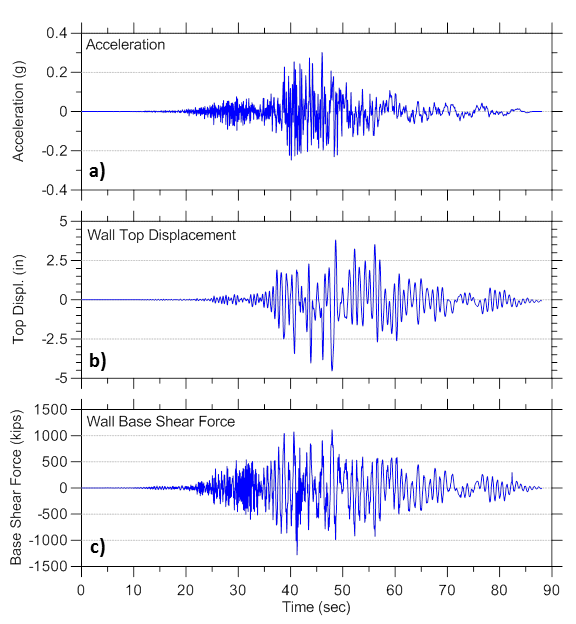 0.4
Acceleration
0.2
0
-0.2
-0.4
Acceleration (g)
a)
5
Wall Top Displacement
2.5
0
-2.5
-5
Top Displ. (in)
b)
1500
Wall Base Shear Force
1000
500
0
-500
-1000
-1500
Base Shear Force (kips)
c)
0 10 20 30 40 50 60 70 80 90
Time (sec)